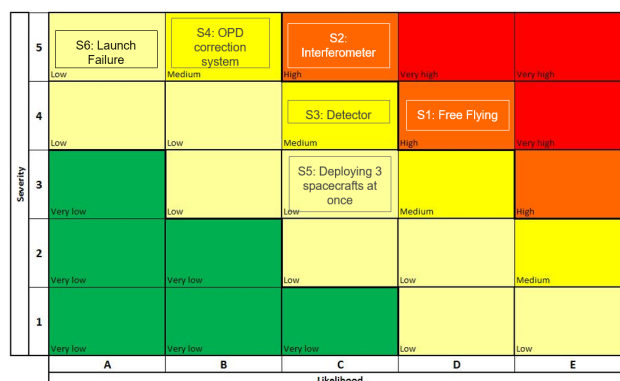 Severity
5
S6: Launch
Failure
Low
S4: OPD
correction
system
Medium
S2:
Interferometer
High
Very high
Very high
4
Low
Low
S3: Detector
Medium
S1: Free Flying
High
Very high
3
Very low
Low
S5: Deploying 3
spacecrafts at
once
Low
Medium
High
2
Very low
Very low
Low
Low
Medium
1
Very low
Very low
Very low
Low
Low
A
B
C
D
E
Likelihood